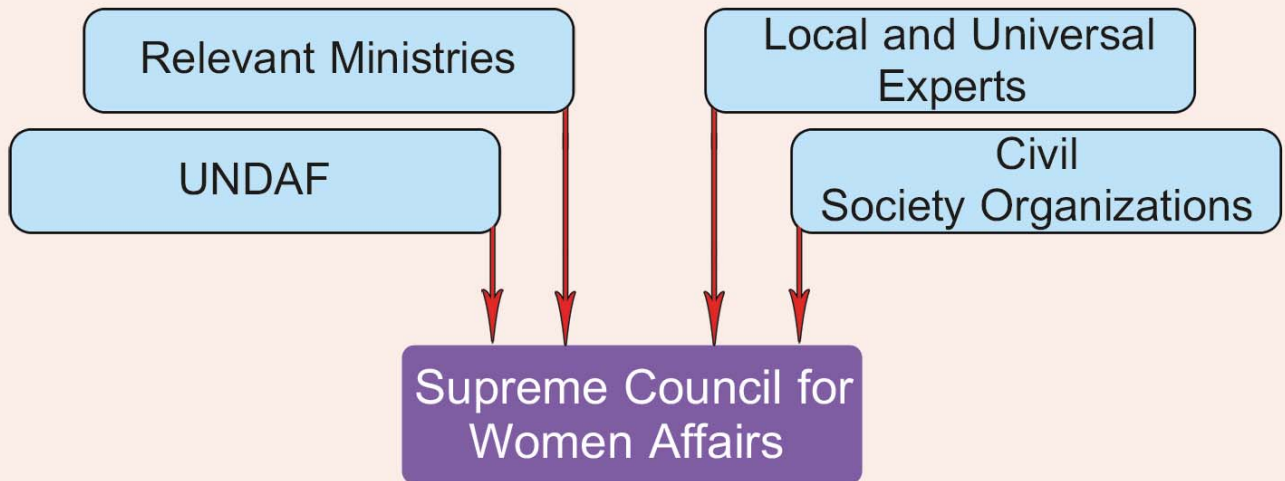 Relevant Ministries
Local and Universal
Experts
UNDAF
Civil
Society Organizations
Supreme Council for
Women Affairs